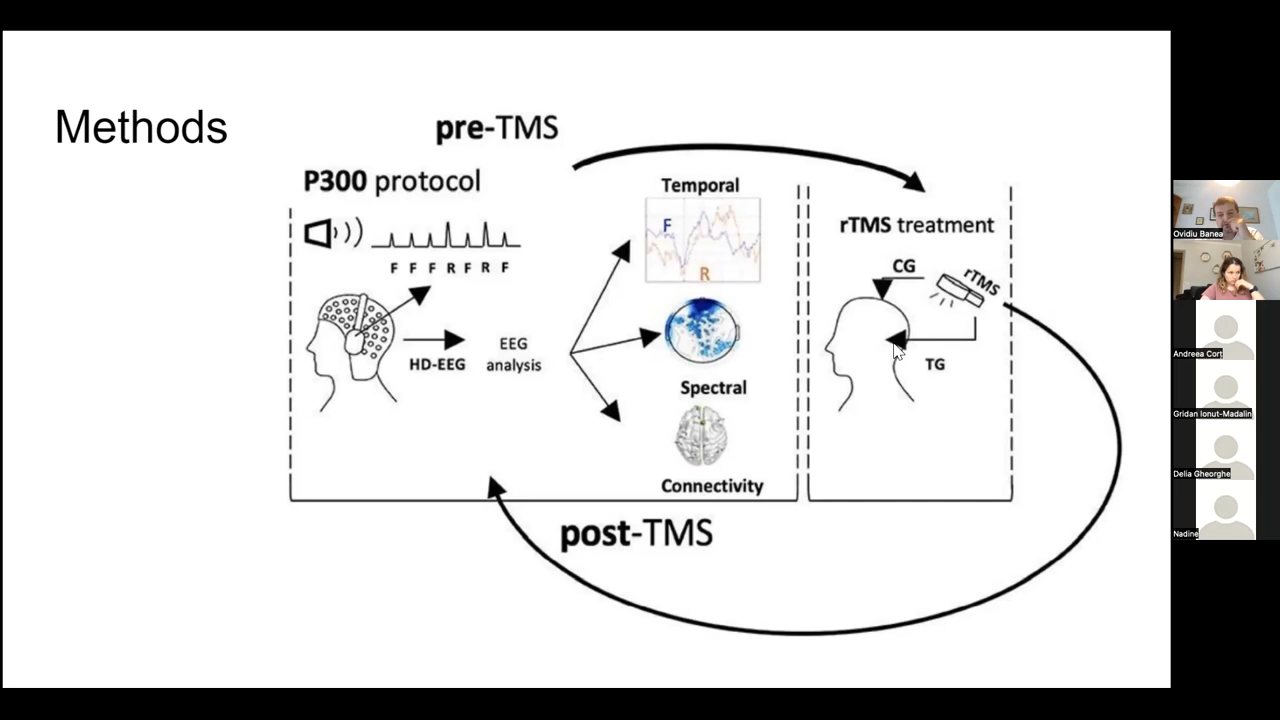 Methods
pre-TMS
P300 protocol
F F F R F R F
HD-EEG
EEG
analysis
Temporal
F
R
Spectral
Connectivity
rTMS treatment
CG
rTMS
TG
post-TMS
Ovidiu Banea
Andreea Cort
Gridan Ionut-Madalin
Delia Gheorghe
Nadine